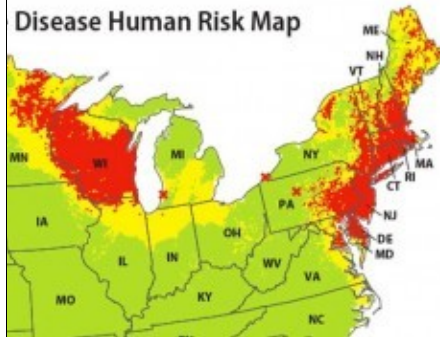 Disease Human Risk Map
ME
NH
VT
MN
WI
MI
NY
MA
RI
CT
IA
PA
NJ
OH
IL
IN
DE
MD
WV
VA
MO
KY
NC